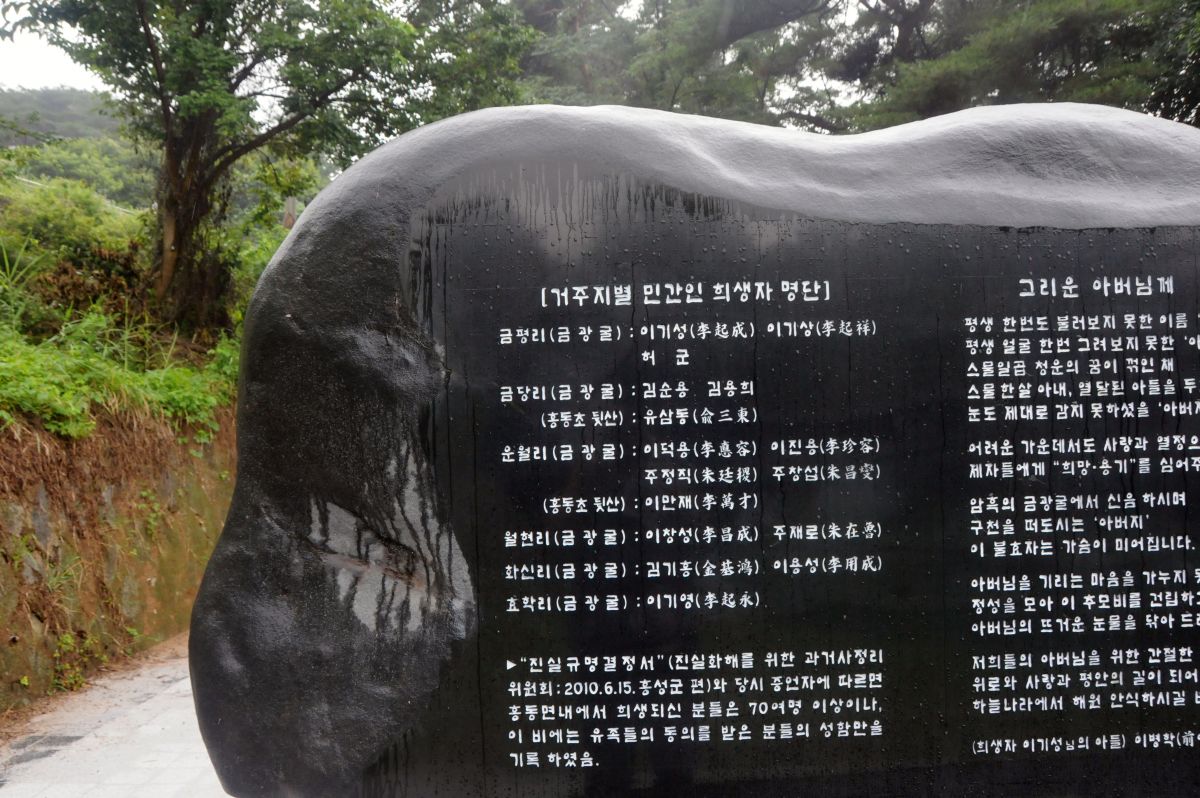 [거주지별 민간인 희생자 명단]
금평리(금 광 굴) : 이기성(李起成) 이기상(李起祥)
허 군
금당리(금 광 굴) : 김순용 김용희
(홍동초 뒷산) : 유삼동(兪三東)
운월리(금 광 굴) : 이덕용(李悳容) 이진용(李珍容)
주정직(朱廷稷) 주창섭(朱昌燮)
(홍동초 뒷산) : 이만재(李萬才)
월현리(금 광 굴) : 이창성(李昌成) 주재로(朱在魯)
화신리(금 광 굴) : 김기홍(金基鴻) 이용성(李用成)
효학리(금 광 굴) : 이기영(李起永)
▶"진실규명결정서"(진실화해를 위한 과거사정리
위원회: 2010.6.15. 홍성군 편)와 당시 증언자에 따르면
홍동면내에서 희생되신 분들은 70여명 이상이나,
이 비에는 유족들의 동의를 받은 분들의 성함만을
기록 하였음.
그리운 아버님께
평생 한번도 불러보지 못한 이름
평생 얼굴 한번 그려보지 못한
스물일곱 청운의 꿈이 꺾인 채
스물 한살 아내, 열 달된 아들을 두
눈도 제대로 감지 못하셨을 '아버지
어려운 가운데서도 사랑과 열정으
제자들에게 "희망·용기"를 심어주
암흑의 금광굴에서 신음 하시며
구천을 떠도시는 '아버지'
이 불효자는 가슴이 미어집니다.
아버님을 기리는 마음을 가누지 못
정성을 모아 이 추모비를 건립하고
아버님의 뜨거운 눈물을 닦아 드리
저희들의 아버님을 위한 간절한
위로와 사랑과 평안의 길이 되어
하늘나라에서 해원 안식하시길
(희생자 이기성님의 아들) 이병학(前